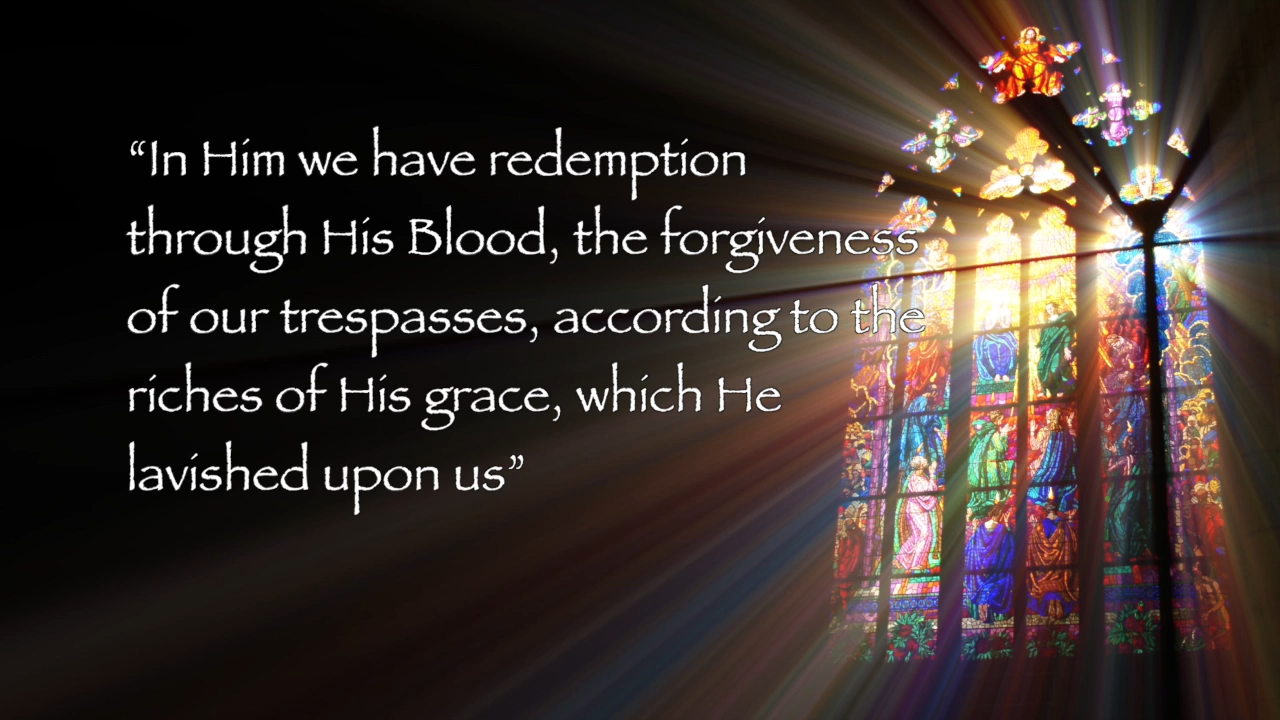 “In Him we have redemption
through His Blood, the forgiveness
of our trespasses, according to the
riches of His grace, which He
lavished upon us”